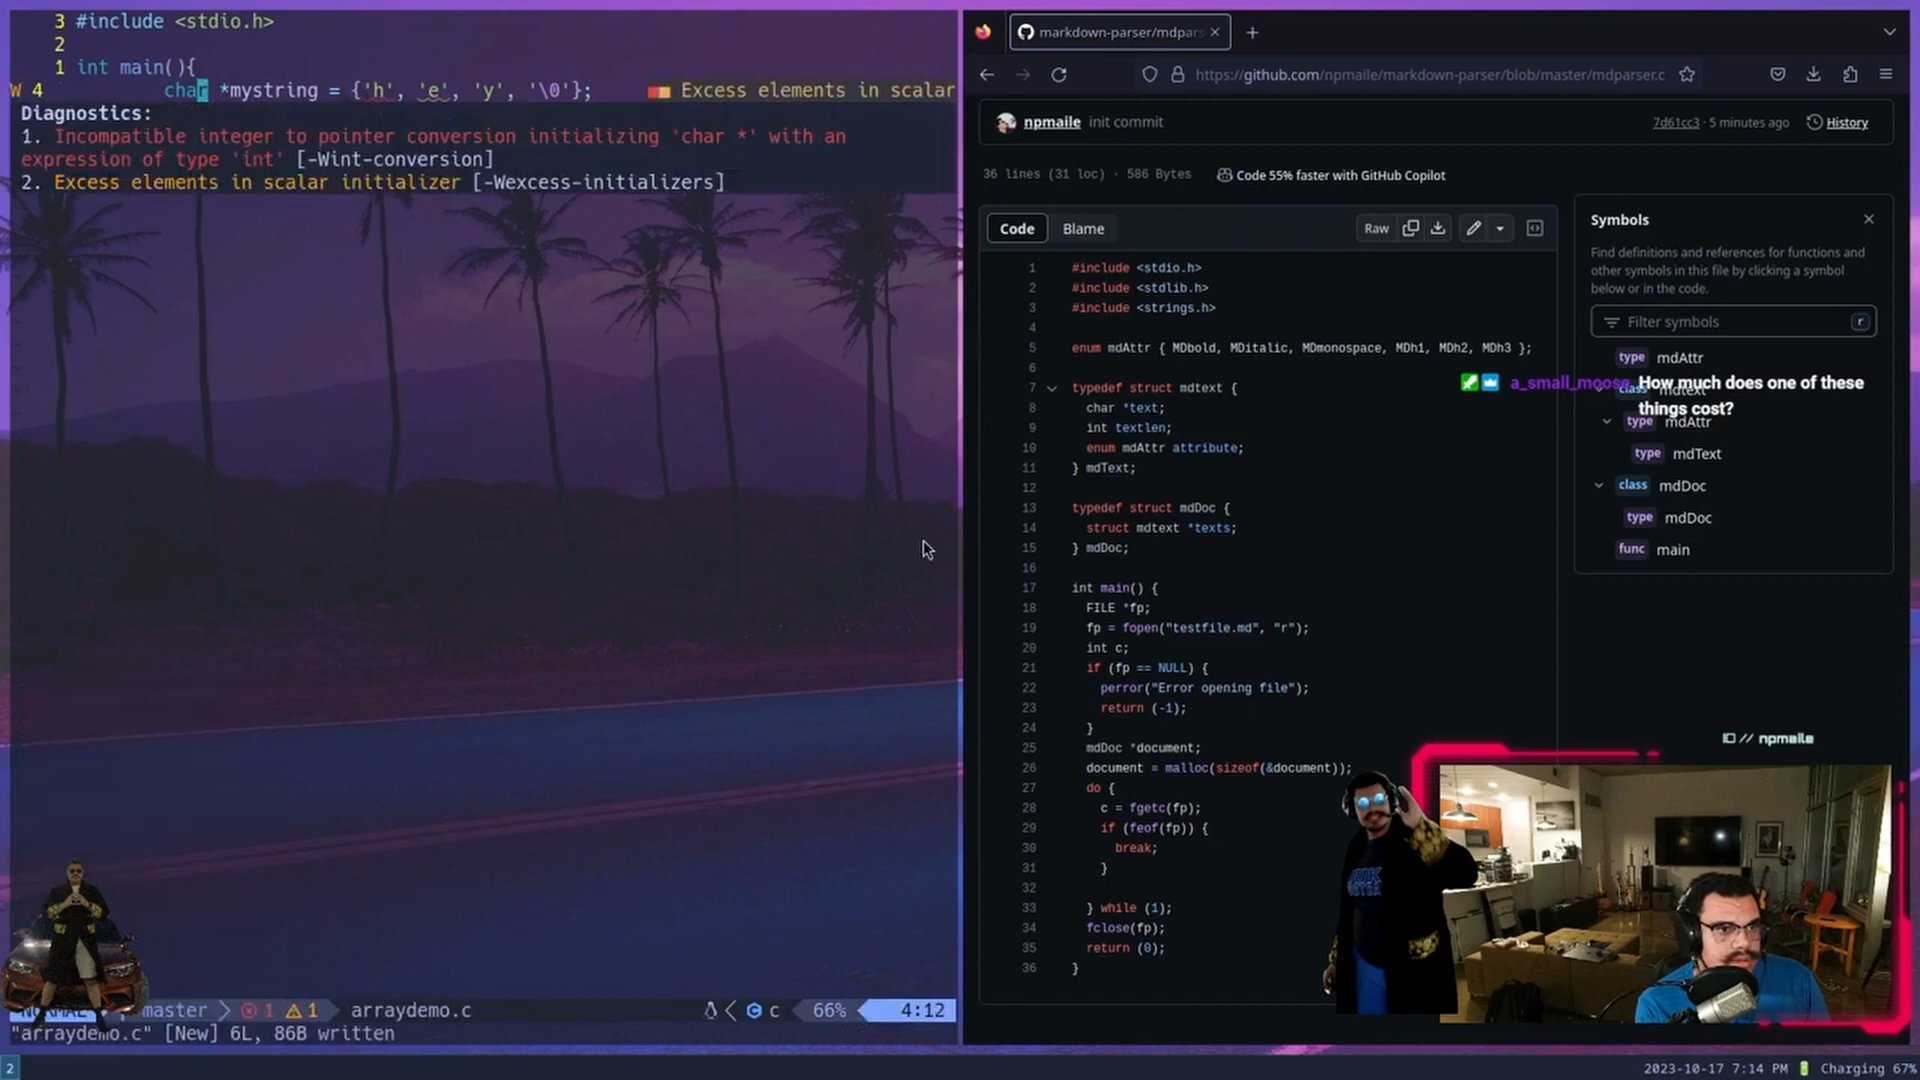 3 #include <stdio.h>
2
1 int main(){
W 4 char *mystring = {'h', 'e', 'y', '\0'}; Excess elements in scalar
Diagnostics:
1. Incompatible integer to pointer conversion initializing 'char *' with an
expression of type 'int' [-Wint-conversion]
2. Excess elements in scalar initializer [-Wexcess-initializers]
master 1 1 arraydemo.c c 66% 4:12
"arraydemo.c" [New] 6L, 86B written
2
markdown-parser/mdpars
https://github.com/npmaile/markdown-parser/blob/master/mdparser.c
npmaile init commit 7d61cc3 · 5 minutes ago History
36 lines (31 loc) · 586 Bytes Code 55% faster with GitHub Copilot
Code Blame Raw
1 #include <stdio.h>
2 #include <stdlib.h>
3 #include <strings.h>
4
5 enum mdAttr { MDbold, MDitalic, MDmonospace, MDh1, MDh2, MDh3 };
6
7 typedef struct mdtext {
8 char *text;
9 int textlen;
10 enum mdAttr attribute;
11 } mdText;
12
13 typedef struct mdDoc {
14 struct mdtext *texts;
15 } mdDoc;
16
17 int main() {
18 FILE *fp;
19 fp = fopen("testfile.md", "r");
20 int c;
21 if (fp == NULL) {
22 perror("Error opening file");
23 return (-1);
24 }
25 mdDoc *document;
26 document = malloc(sizeof(&document));
27 do {
28 c = fgetc(fp);
29 if (feof(fp)) {
30 break;
31 }
32
33 } while (1);
34 fclose(fp);
35 return (0);
36 }
Symbols
Find definitions and references for functions and
other symbols in this file by clicking a symbol
below or in the code.
Filter symbols r
type mdAttr
class mdtext
type mdAttr
type mdText
class mdDoc
type mdDoc
func main
a_small_moose How much does one of these
things cost?
// npmaile
2023-10-17 7:14 PM Charging 67%